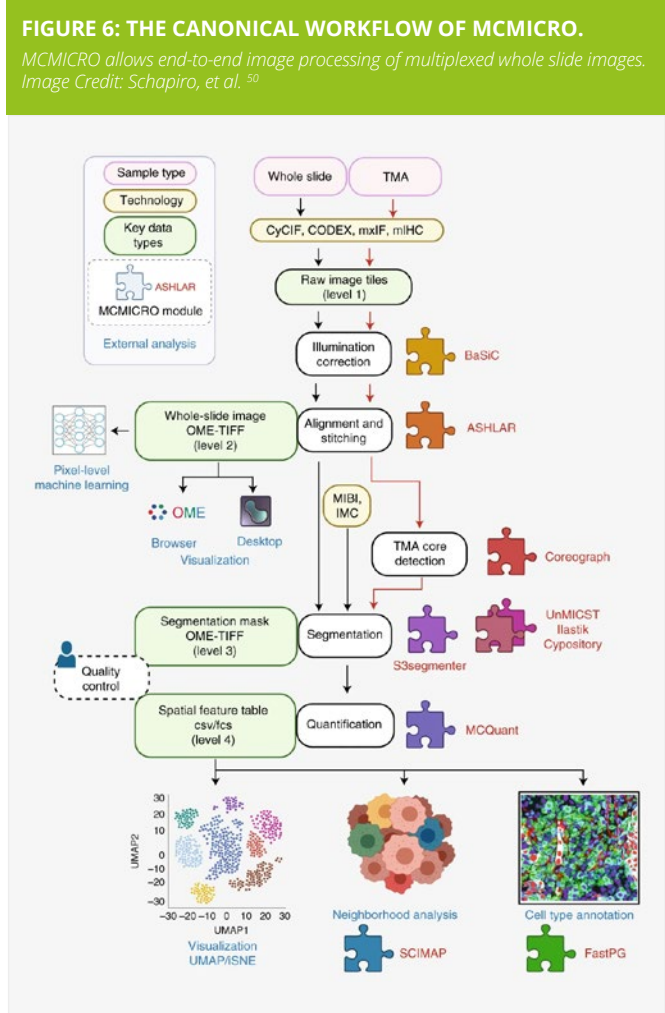 FIGURE 6: THE CANONICAL WORKFLOW OF MCMICRO.
MCMICRO allows end-to-end image processing of multiplexed whole slide images.
Image Credit: Schapiro, et al. 50
Sample type
Technology
Key data
types
ASHLAR
MCMICRO module
External analysis
Whole slide
TMA
CyCIF, CODEX, mxIF, mIHC
Raw image tiles
(level 1)
Illumination
correction
BaSiC
Whole-slide image
OME-TIFF
(level 2)
Alignment and
stitching
ASHLAR
Pixel-level
machine learning
OME
Browser
Desktop
Visualization
MIBI,
IMC
TMA core
detection
Coreograph
Segmentation mask
OME-TIFF
(level 3)
Segmentation
S3segmenter
UnMICST
Ilastik
Cypository
Quality
control
Spatial feature table
csv/fcs
(level 4)
Quantification
MCQuant
UMAP2
30
20
10
0
−10
−20
−30
−30 −20 −10 0 10 20 30
UMAP1
Visualization
UMAP/iSNE
Neighborhood analysis
SCIMAP
Cell type annotation
FastPG